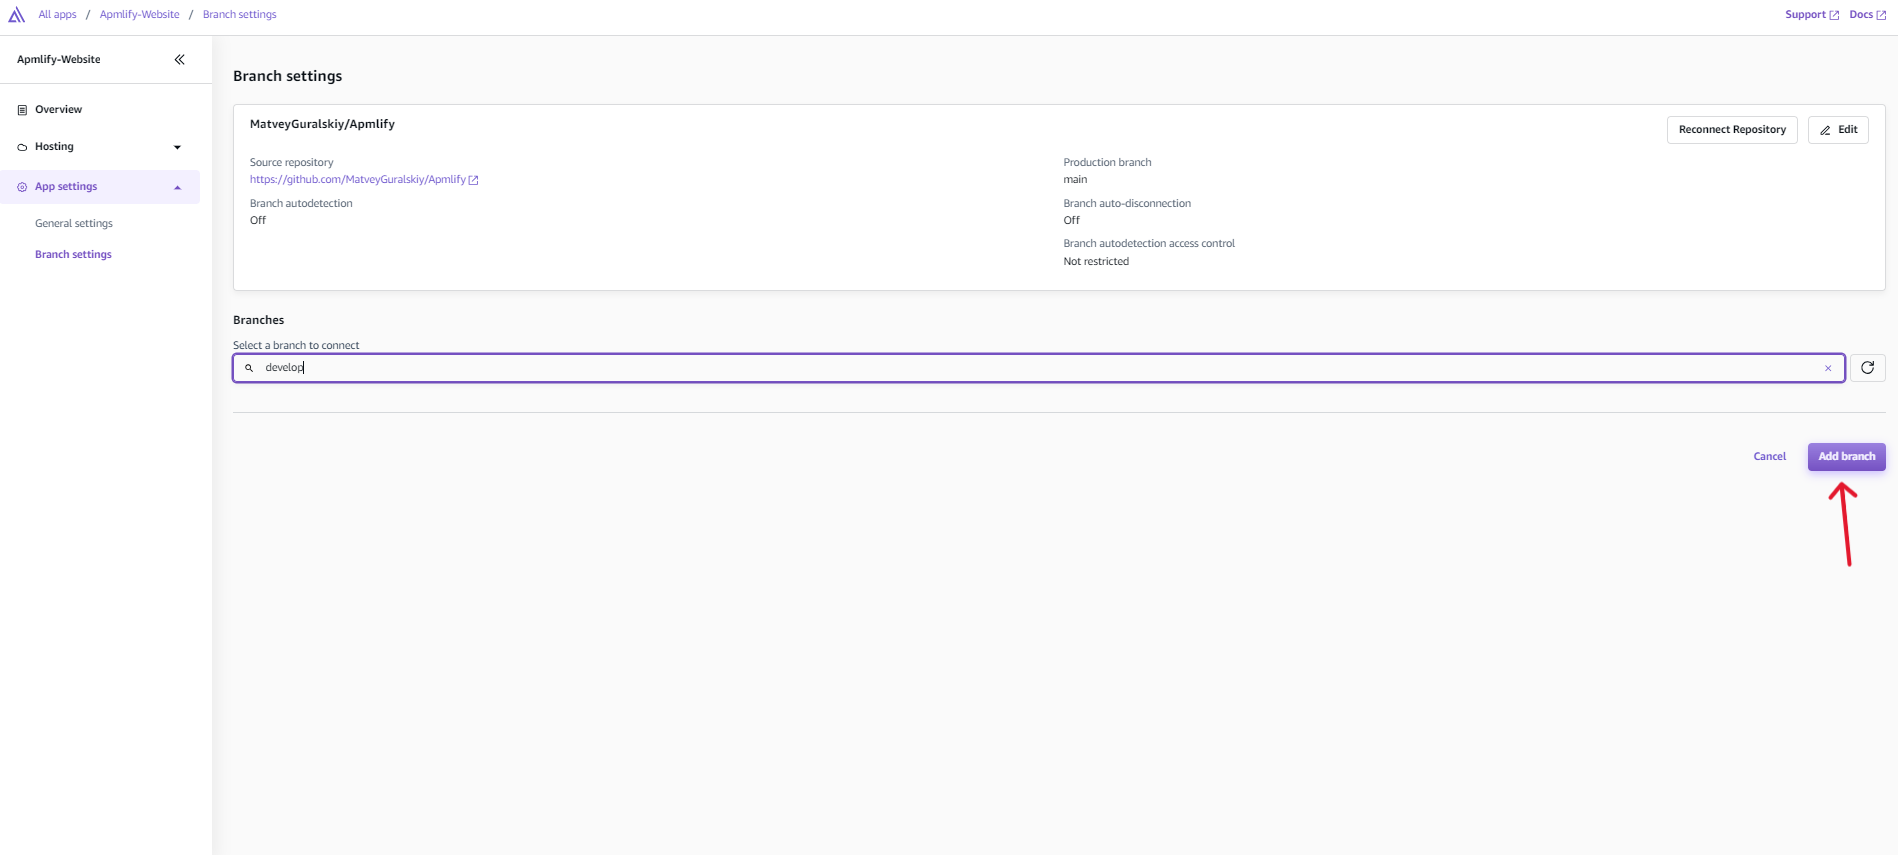 All apps / Apmlify-Website / Branch settings
Support Docs
Apmlify-Website
Overview
Hosting
App settings
General settings
Branch settings
Branch settings
MatveyGuralskiy/Apmlify
Reconnect Repository Edit
Source repository
https://github.com/MatveyGuralskiy/Apmlify
Branch autodetection
Off
Production branch
main
Branch auto-disconnection
Off
Branch autodetection access control
Not restricted
Branches
Select a branch to connect
develop
Cancel Add branch